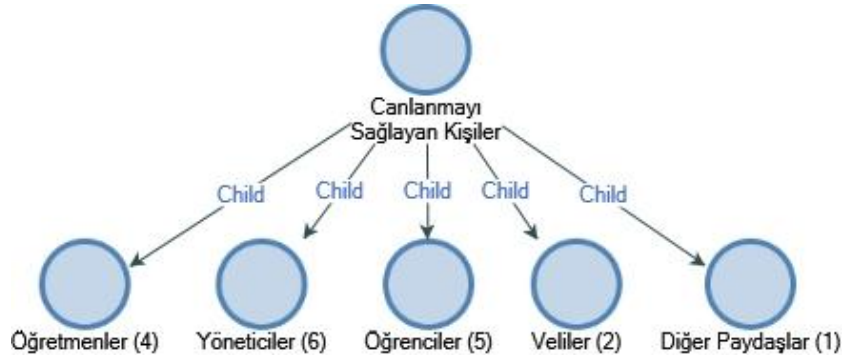 Canlanmayı
Sağlayan Kişiler
Child Child Child Child Child
Öğretmenler (4) Yöneticiler (6) Öğrenciler (5) Veliler (2) Diğer Paydaşlar (1)